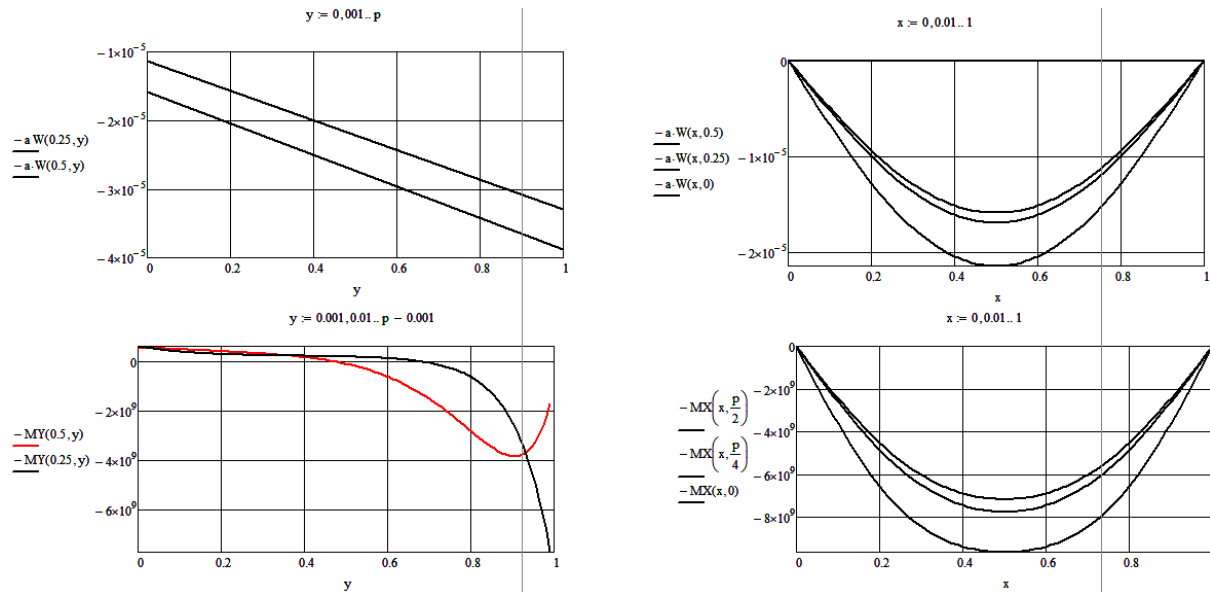 y := 0,001.. p
−1×10⁻⁵
−2×10⁻⁵
−3×10⁻⁵
−4×10⁻⁵
−a W(0.25,y)
−a·W(0.5,y)
0 0.2 0.4 0.6 0.8 1
y
x := 0,0.01.. 1
0
−1×10⁻⁵
−2×10⁻⁵
−a·W(x,0.5)
−a·W(x,0.25)
−a·W(x,0)
0 0.2 0.4 0.6 0.8
x
y := 0.001,0.01.. p − 0.001
0
−2×10⁹
−4×10⁹
−6×10⁹
−MY(0.5,y)
−MY(0.25,y)
0 0.2 0.4 0.6 0.8 1
y
x := 0,0.01.. 1
0
−2×10⁹
−4×10⁹
−6×10⁹
−8×10⁹
−MX(x,p/2)
−MX(x,p/4)
−MX(x,0)
0 0.2 0.4 0.6 0.8
x